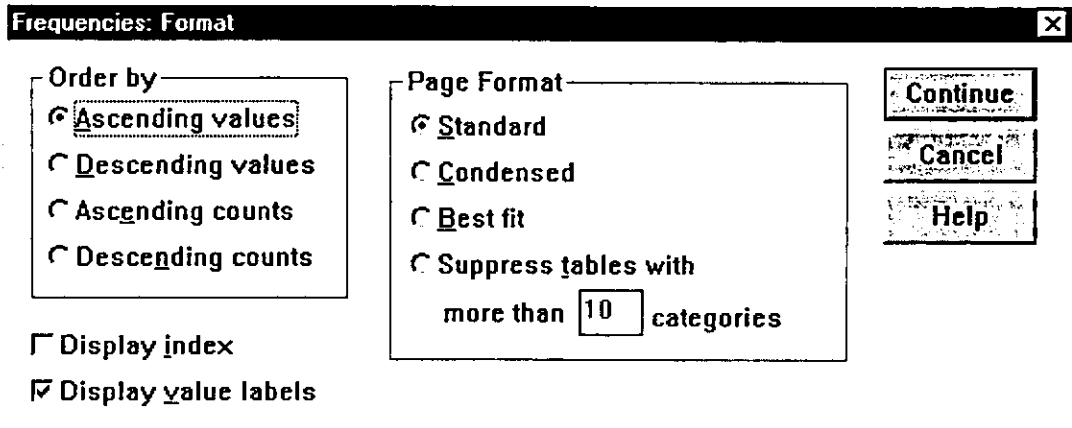 Frequencies: Format
Order by
Ascending values
Descending values
Ascending counts
Descending counts
Display index
Display value labels
Page Format
Standard
Condensed
Best fit
Suppress tables with
more than 10 categories
Continue
Cancel
Help